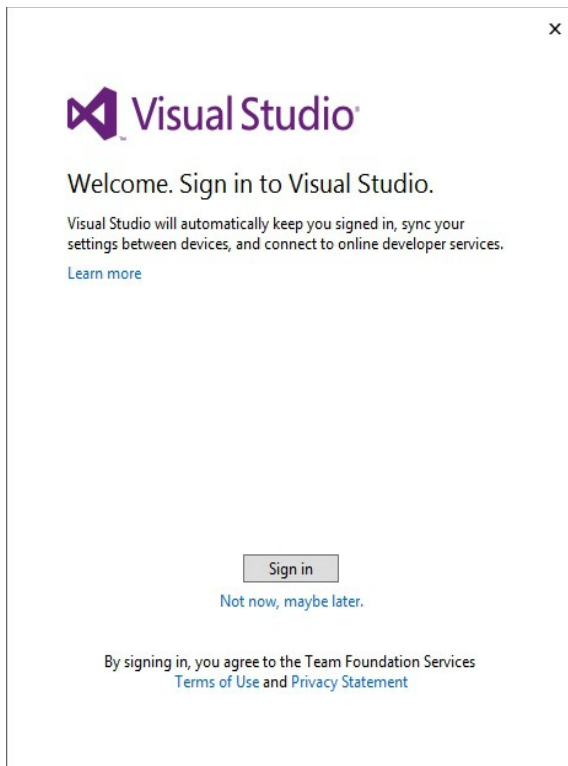 x
Visual Studio®
™
Welcome. Sign in to Visual Studio.
Visual Studio will automatically keep you signed in, sync your
settings between devices, and connect to online developer services.
Learn more
Sign in
Not now, maybe later.
By signing in, you agree to the Team Foundation Services
Terms of Use and Privacy Statement